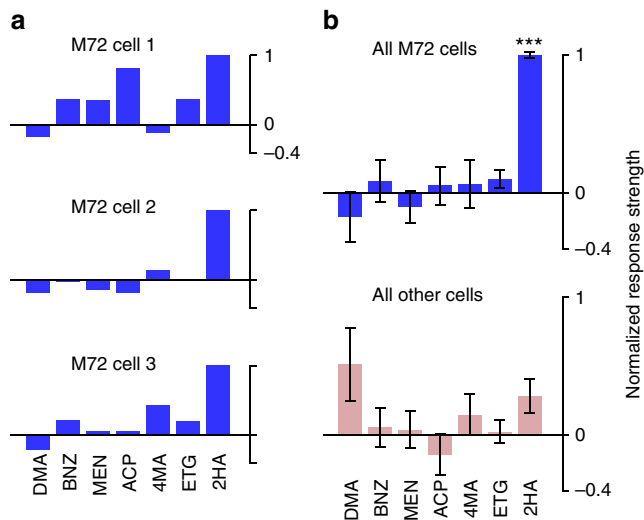 a
M72 cell 1
1
0
−0.4
M72 cell 2
M72 cell 3
DMA
BNZ
MEN
ACP
4MA
ETG
2HA
b
All M72 cells
***
1
0
−0.4
All other cells
1
0
−0.4
DMA
BNZ
MEN
ACP
4MA
ETG
2HA
Normalized response strength